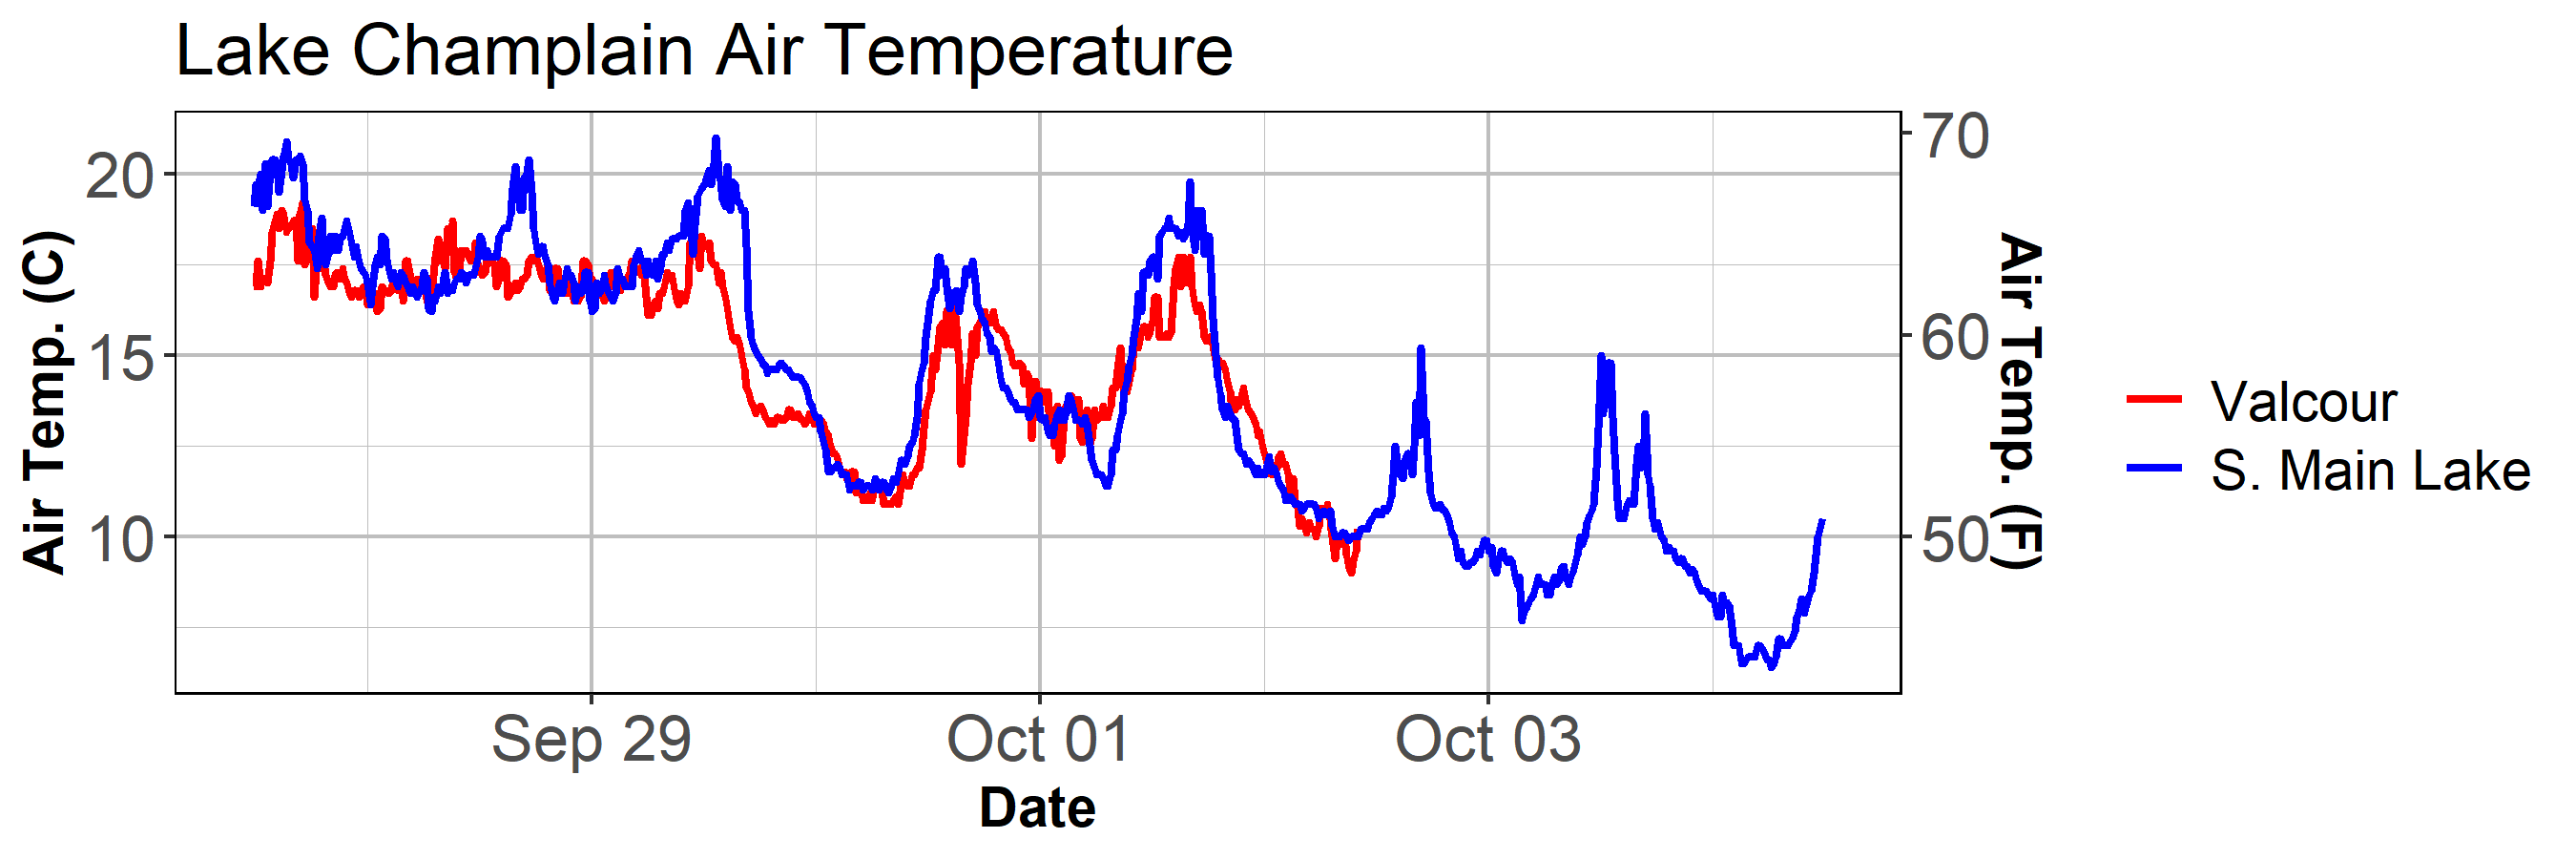 Lake Champlain Air Temperature
Air Temp. (C)
20
15
10
70
60
50
Air Temp. (F)
Sep 29
Oct 01
Oct 03
Date
Valcour
S. Main Lake